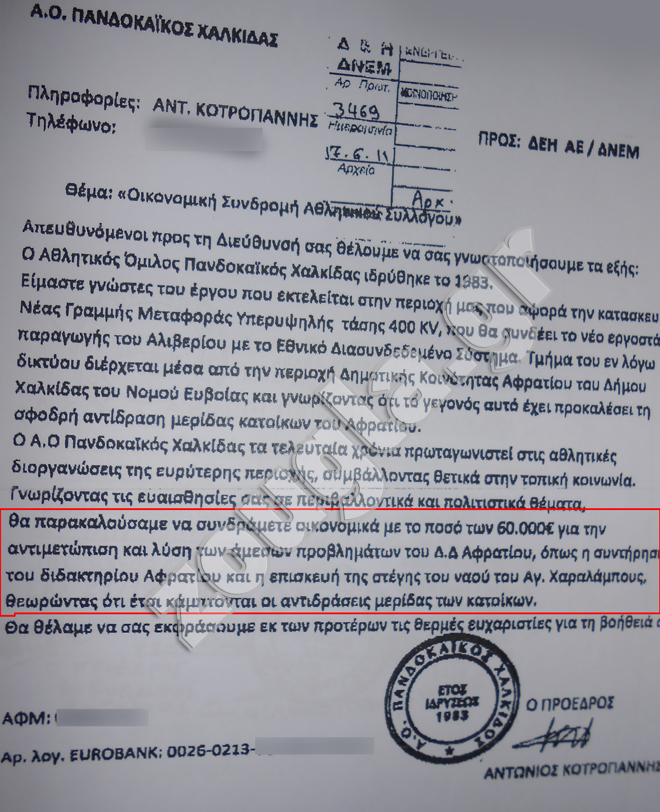 Α.Ο. ΠΑΝΔΟΚΑΪΚΟΣ ΧΑΛΚΙΔΑΣ
Δ Ε Η
ΔΝΕΜ
Αρ Πρωτ.
ΚΟΙΝΟΠΟΙΗΣΗ
3469
Ημερομηνία
17.6.11
Αρχείο
Αρχ.
Πληροφορίες: ΑΝΤ. ΚΟΤΡΟΓΙΑΝΝΗΣ
Τηλέφωνο:
ΠΡΟΣ: ΔΕΗ ΑΕ / ΔΝΕΜ
Θέμα: «Οικονομική Συνδρομή Αθλητικού Συλλόγου»
Απευθυνόμενοι προς τη Διεύθυνσή σας θέλουμε να σας γνωστοποιήσουμε τα εξής:
Ο Αθλητικός Όμιλος Πανδοκαϊκός Χαλκίδας ιδρύθηκε το 1983.
Είμαστε γνώστες του έργου που εκτελείται στην περιοχή μας που αφορά την κατασκευ
Νέας Γραμμής Μεταφοράς Υπερυψηλής τάσης 400 KV, που θα συνδέει το νέο εργοστά
παραγωγής του Αλιβερίου με το Εθνικό Διασυνδεδεμένο Σύστημα. Τμήμα του εν λόγω
δικτύου διέρχεται μέσα από την περιοχή Δημοτικής Κοινότητας Αφρατίου του Δήμου
Χαλκίδας του Νομού Ευβοίας και γνωρίζοντας ότι το γεγονός αυτό έχει προκαλέσει τη
σφοδρή αντίδραση μερίδας κατοίκων του Αφρατίου.
Ο Α.Ο Πανδοκαϊκός Χαλκίδας τα τελευταία χρόνια πρωταγωνιστεί στις αθλητικές
διοργανώσεις της ευρύτερης περιοχής, συμβάλλοντας θετικά στην τοπική κοινωνία.
Γνωρίζοντας τις ευαισθησίες σας σε περιβαλλοντικά και πολιτιστικά θέματα,
θα παρακαλούσαμε να συνδράμετε οικονομικά με το ποσό των 60.000€ για την
αντιμετώπιση και λύση των άμεσων προβλημάτων του Δ.Δ Αφρατίου, όπως η συντήρησ
του διδακτηρίου Αφρατίου και η επισκευή της στέγης του ναού του Αγ. Χαραλάμπους,
θεωρώντας ότι έτσι κάμπτονται οι αντιδράσεις μερίδας των κατοίκων.
Θα θέλαμε να σας εκφράσουμε εκ των προτέρων τις θερμές ευχαριστίες για τη βοήθειά σ
Α.Ο. ΠΑΝΔΟΚΑΪΚΟΣ ΧΑΛΚΙΔΟΣ
ΕΤΟΣ
ΙΔΡΥΣΕΩΣ
1983
Ο ΠΡΟΕΔΡΟΣ
ΑΦΜ:
Αρ. λογ. EUROBANK: 0026-0213-
ΑΝΤΩΝΙΟΣ ΚΟΤΡΟΓΙΑΝΝΗΣ
zougla.gr